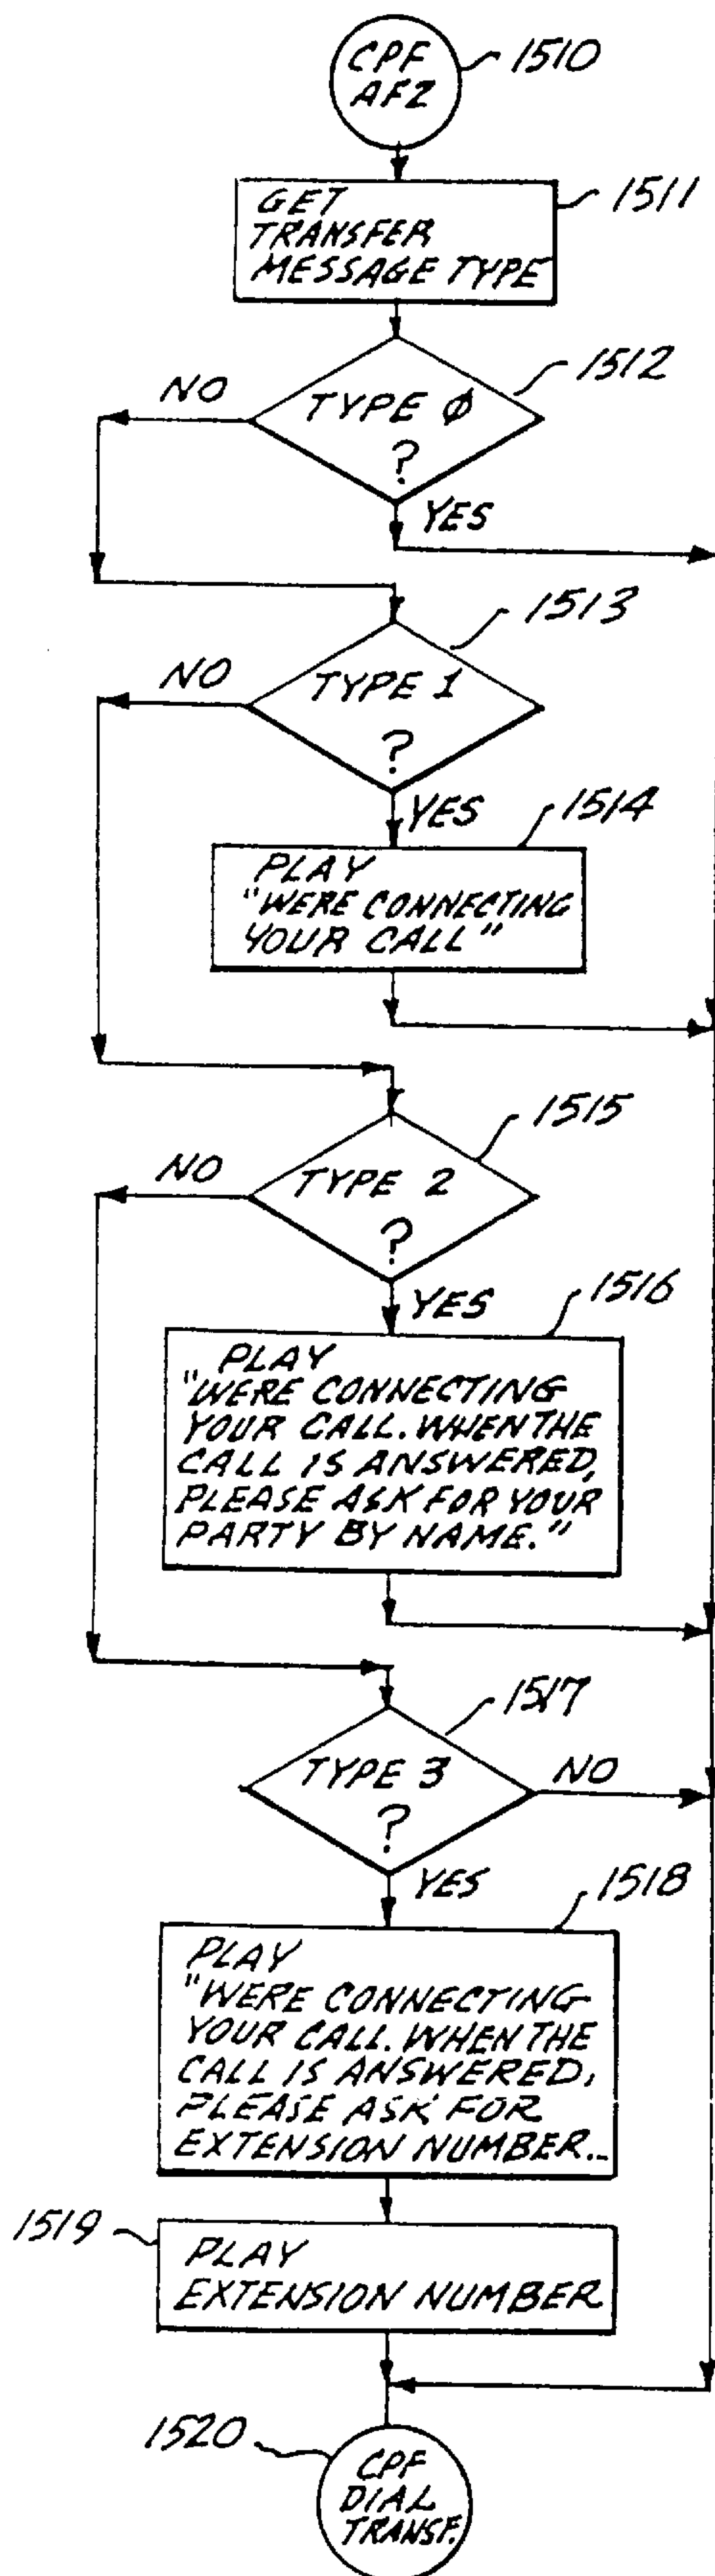 CPF
AF2
1510
GET
TRANSFER
MESSAGE TYPE
1511
NO
TYPE Ø
?
1512
YES
NO
TYPE 1
?
1513
YES
1514
PLAY
"WERE CONNECTING
YOUR CALL"
NO
TYPE 2
?
1515
YES
1516
PLAY
"WERE CONNECTING
YOUR CALL. WHEN THE
CALL IS ANSWERED,
PLEASE ASK FOR YOUR
PARTY BY NAME."
1517
TYPE 3
?
NO
YES
1518
PLAY
"WERE CONNECTING
YOUR CALL. WHEN THE
CALL IS ANSWERED,
PLEASE ASK FOR
EXTENSION NUMBER...
1519
PLAY
EXTENSION NUMBER
1520
CPF
DIAL
TRANSF.